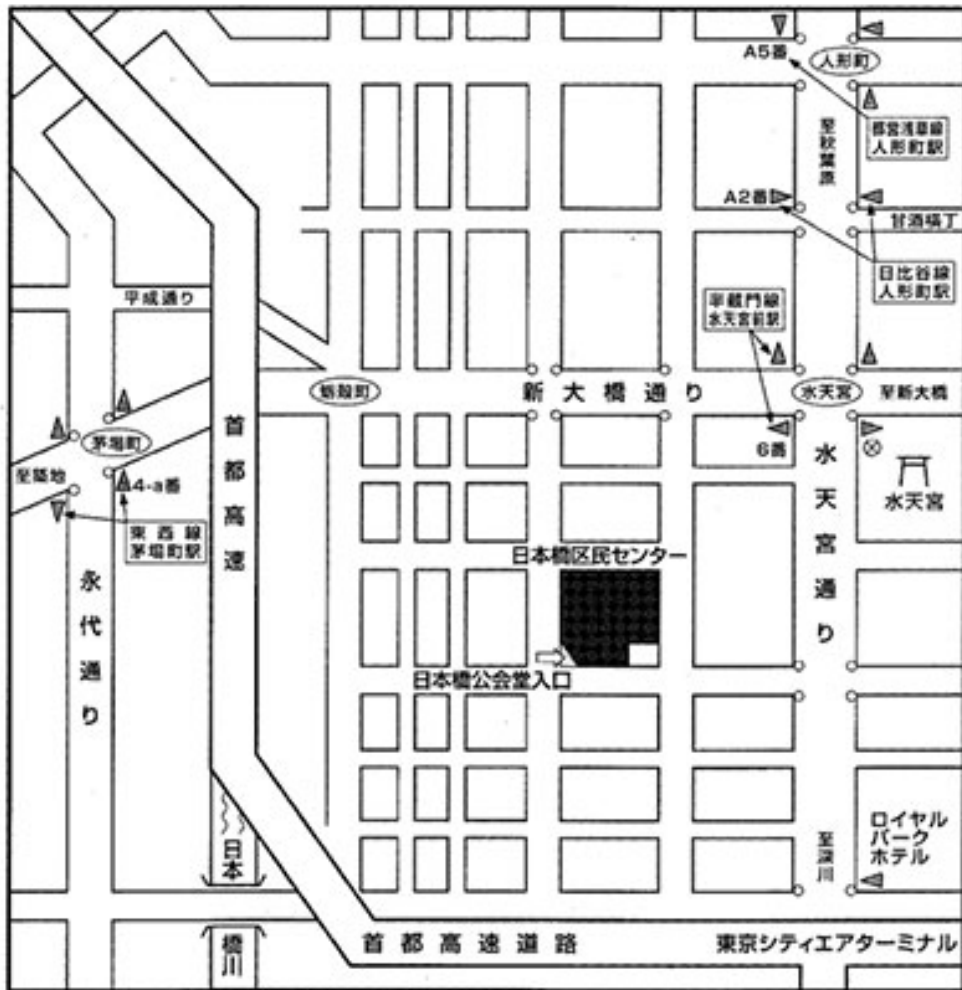 A5番
人形町
都営浅草線
人形町駅
至秋葉原
A2番
甘酒横丁
日比谷線
人形町駅
平成通り
半蔵門線
水天宮前駅
蛎殻町
新大橋通り
水天宮
至新大橋
茅場町
至築地
4-a番
東西線
茅場町駅
首都高速
6番
水天宮
水天宮通り
日本橋区民センター
日本橋公会堂入口
永代通り
日本
橋川
至深川
ロイヤル
パーク
ホテル
首都高速道路
東京シティエアターミナル